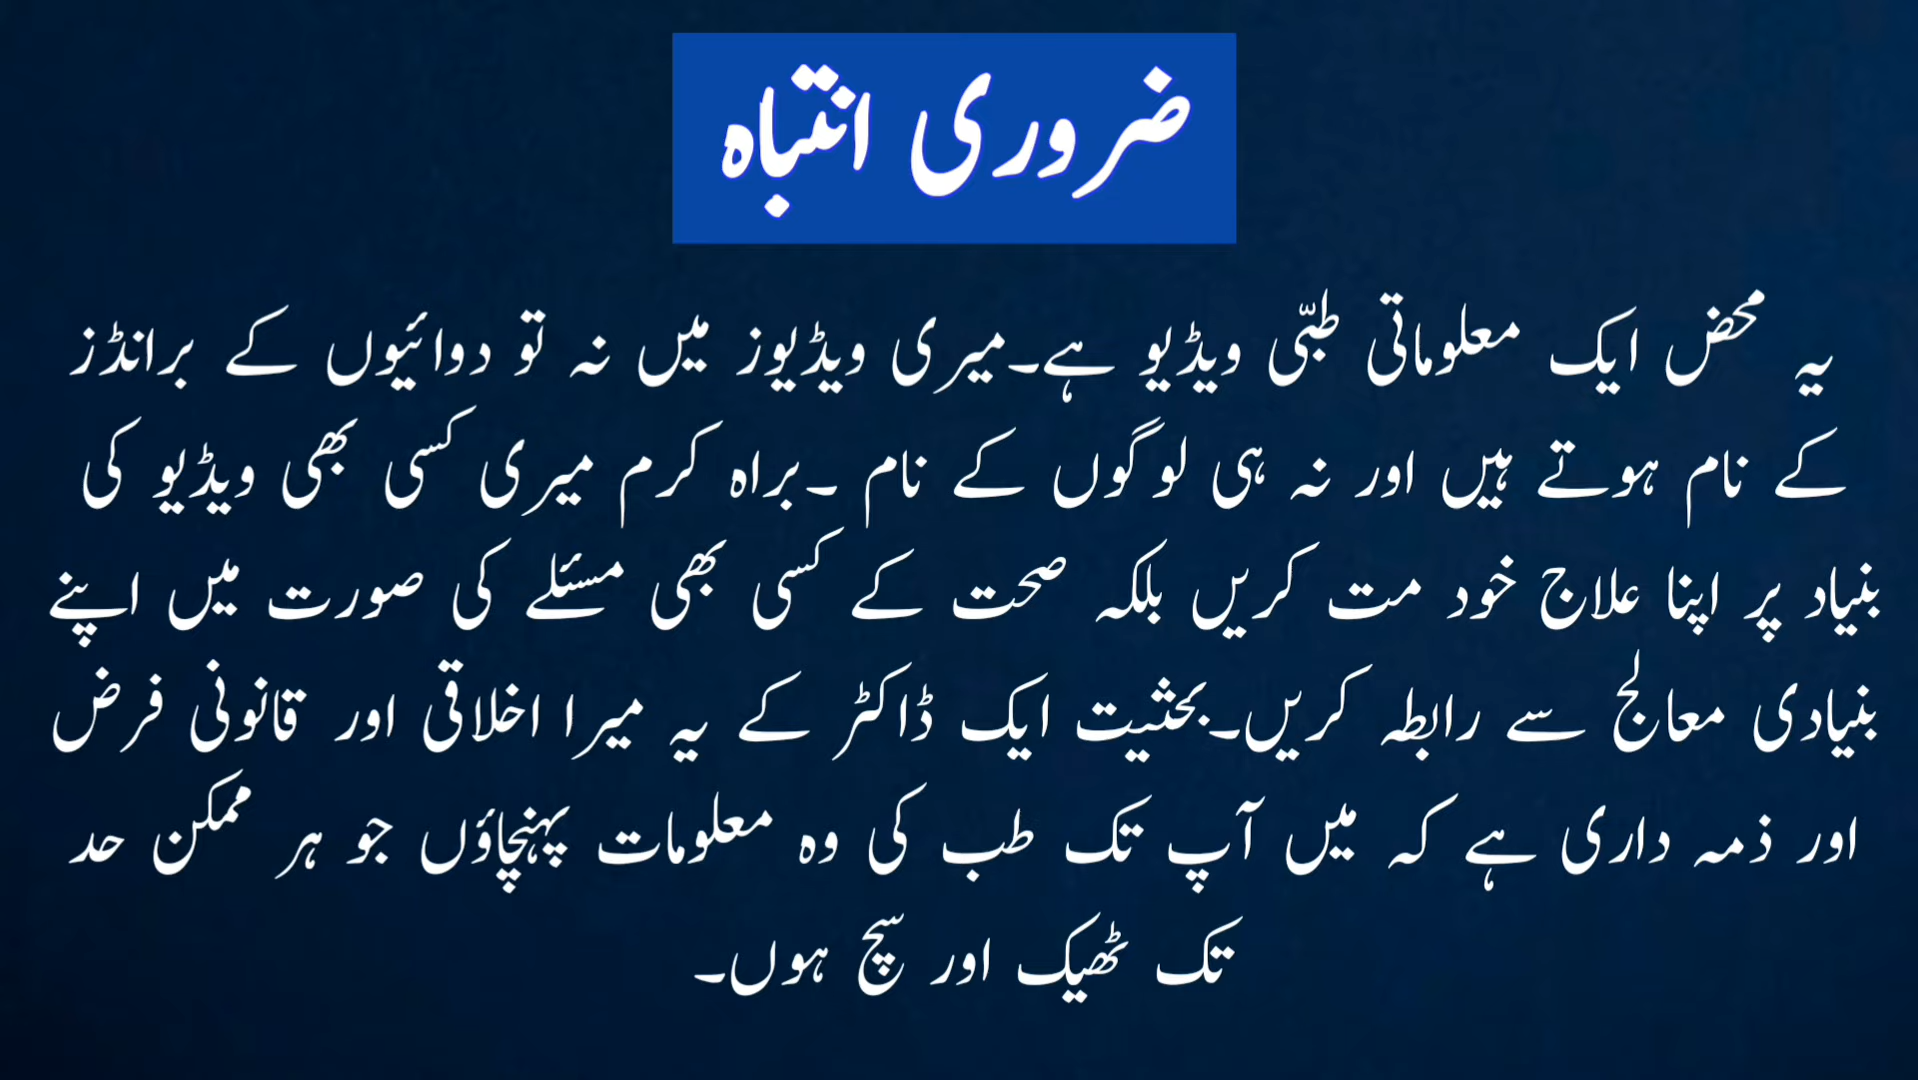 ضروری انتباہ
یہ محض ایک معلوماتی طبّی ویڈیو ہے۔میری ویڈیوز میں نہ تو دوائیوں کے برانڈز
کے نام ہوتے ہیں اور نہ ہی لوگوں کے نام ۔براہ کرم میری کسی بھی ویڈیو کی
بنیاد پر اپنا علاج خود مت کریں بلکہ صحت کے کسی بھی مسئلے کی صورت میں اپنے
بنیادی معالج سے رابطہ کریں۔بحثیت ایک ڈاکٹر کے یہ میرا اخلاقی اور قانونی فرض
اور ذمہ داری ہے کہ میں آپ تک طب کی وہ معلومات پہنچاؤں جو ہر ممکن حد
تک ٹھیک اور سچ ہوں۔